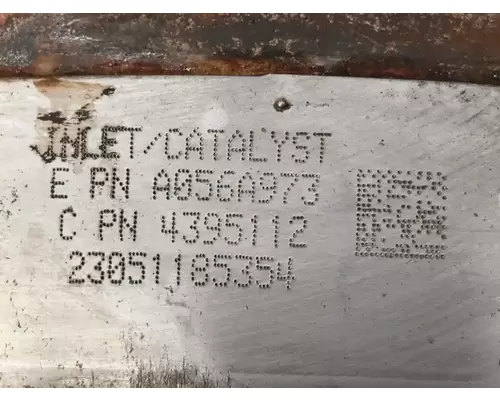 INLET/CATALYST
E PN A056A973
C PN 4395112
23051185354